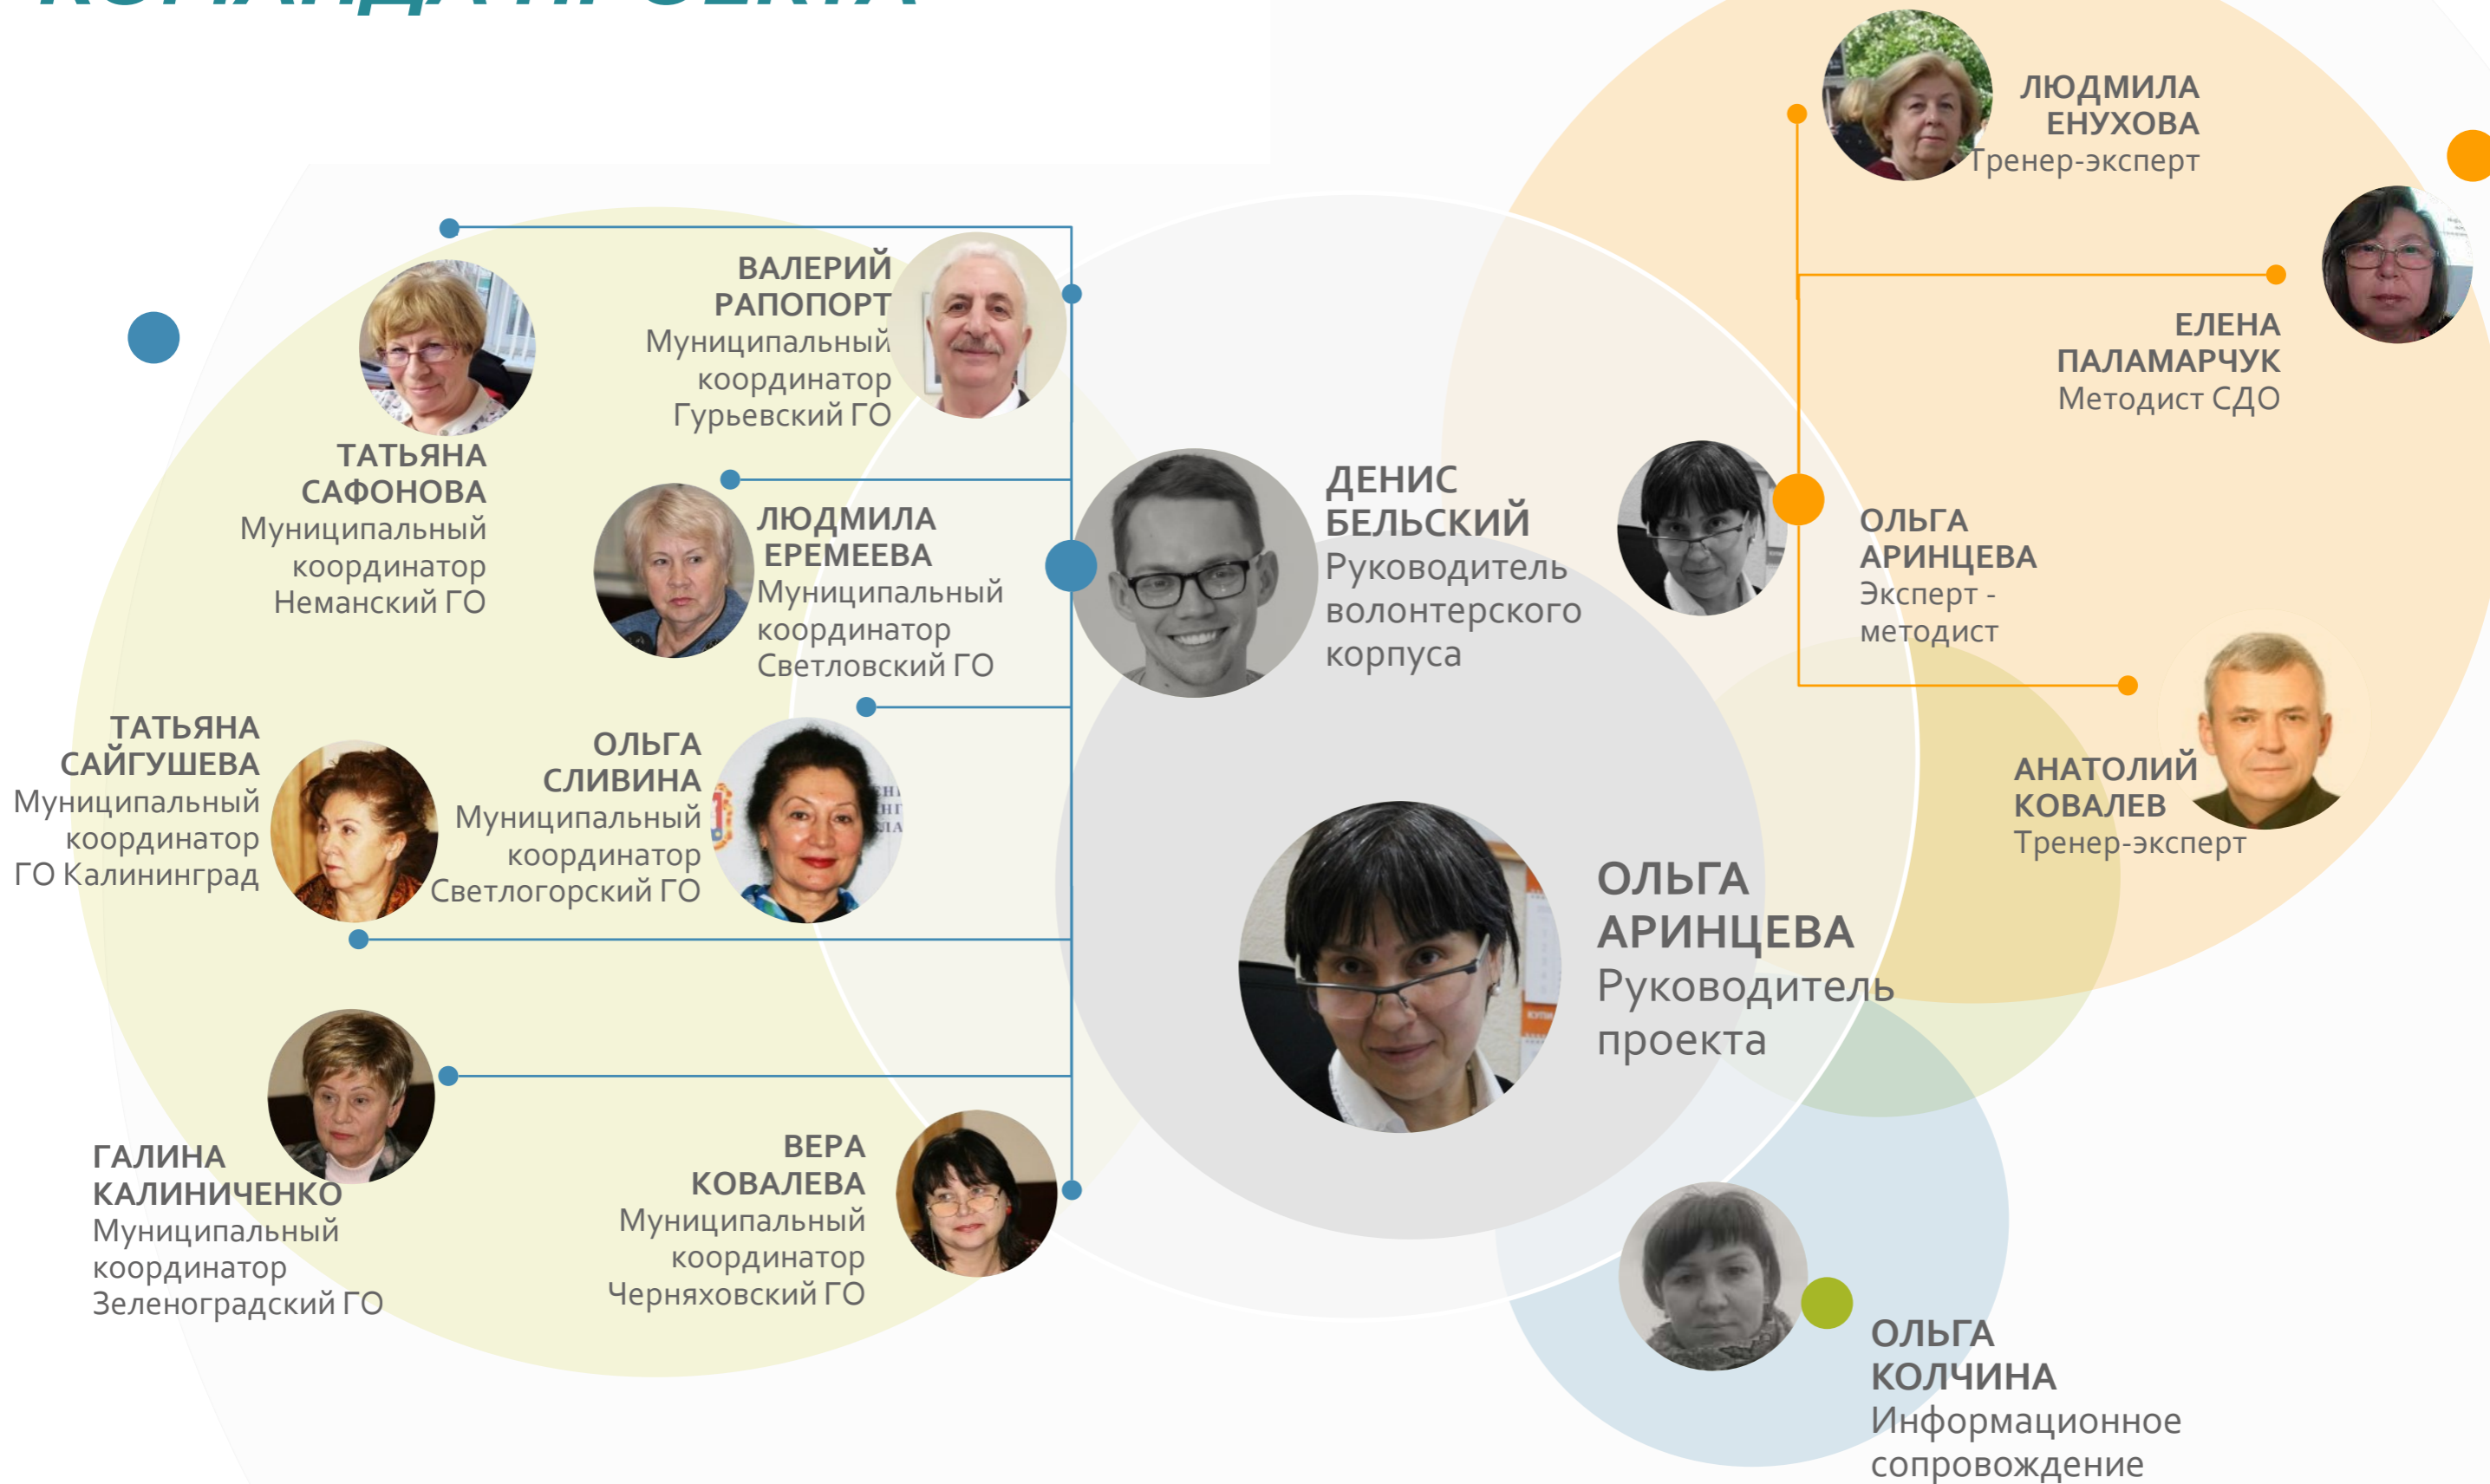 КОМАНДА ПРОЕКТА
ЛЮДМИЛА
ЕНУХОВА
Тренер-эксперт
ВАЛЕРИЙ
РАПОПОРТ
Муниципальный
координатор
Гурьевский ГО
ЕЛЕНА
ПАЛАМАРЧУК
Методист СДО
ТАТЬЯНА
САФОНОВА
Муниципальный
координатор
Неманский ГО
ЛЮДМИЛА
ЕРЕМЕЕВА
Муниципальный
координатор
Светловский ГО
ДЕНИС
БЕЛЬСКИЙ
Руководитель
волонтерского
корпуса
ОЛЬГА
АРИНЦЕВА
Эксперт -
методист
ТАТЬЯНА
САЙГУШЕВА
Муниципальный
координатор
ГО Калининград
ОЛЬГА
СЛИВИНА
Муниципальный
координатор
Светлогорский ГО
АНАТОЛИЙ
КОВАЛЕВ
Тренер-эксперт
ОЛЬГА
АРИНЦЕВА
Руководитель
проекта
ГАЛИНА
КАЛИНИЧЕНКО
Муниципальный
координатор
Зеленоградский ГО
ВЕРА
КОВАЛЕВА
Муниципальный
координатор
Черняховский ГО
ОЛЬГА
КОЛЧИНА
Информационное
сопровождение